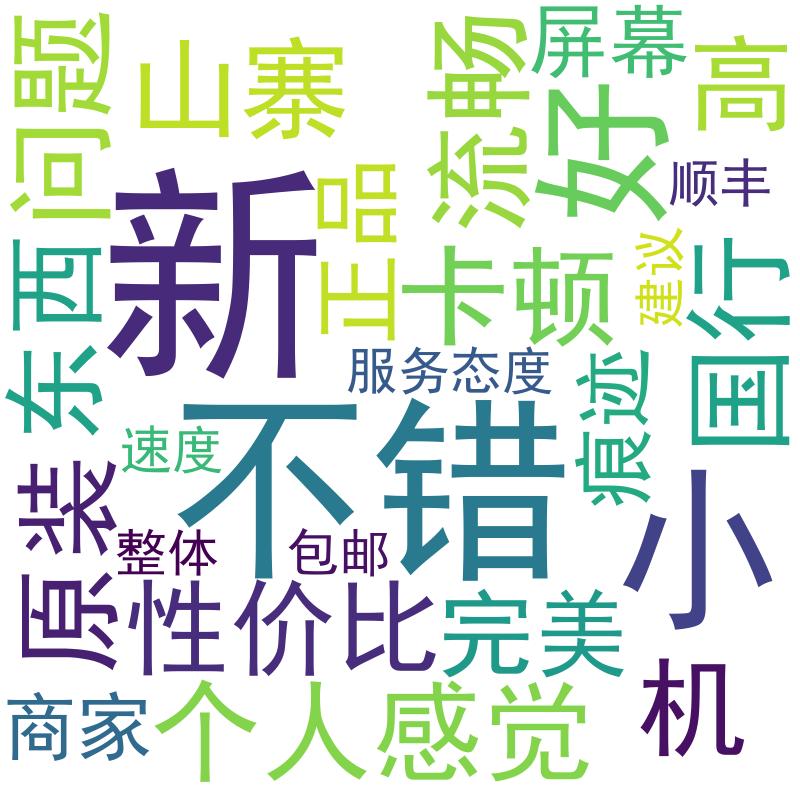 问题
山寨
流畅
屏幕
高
好
新
正品
顺丰
东西
卡顿
建议
国行
服务态度
痕迹
不错
速度
小
原装
整体
包邮
性价比
完美
机
商家
个人感觉